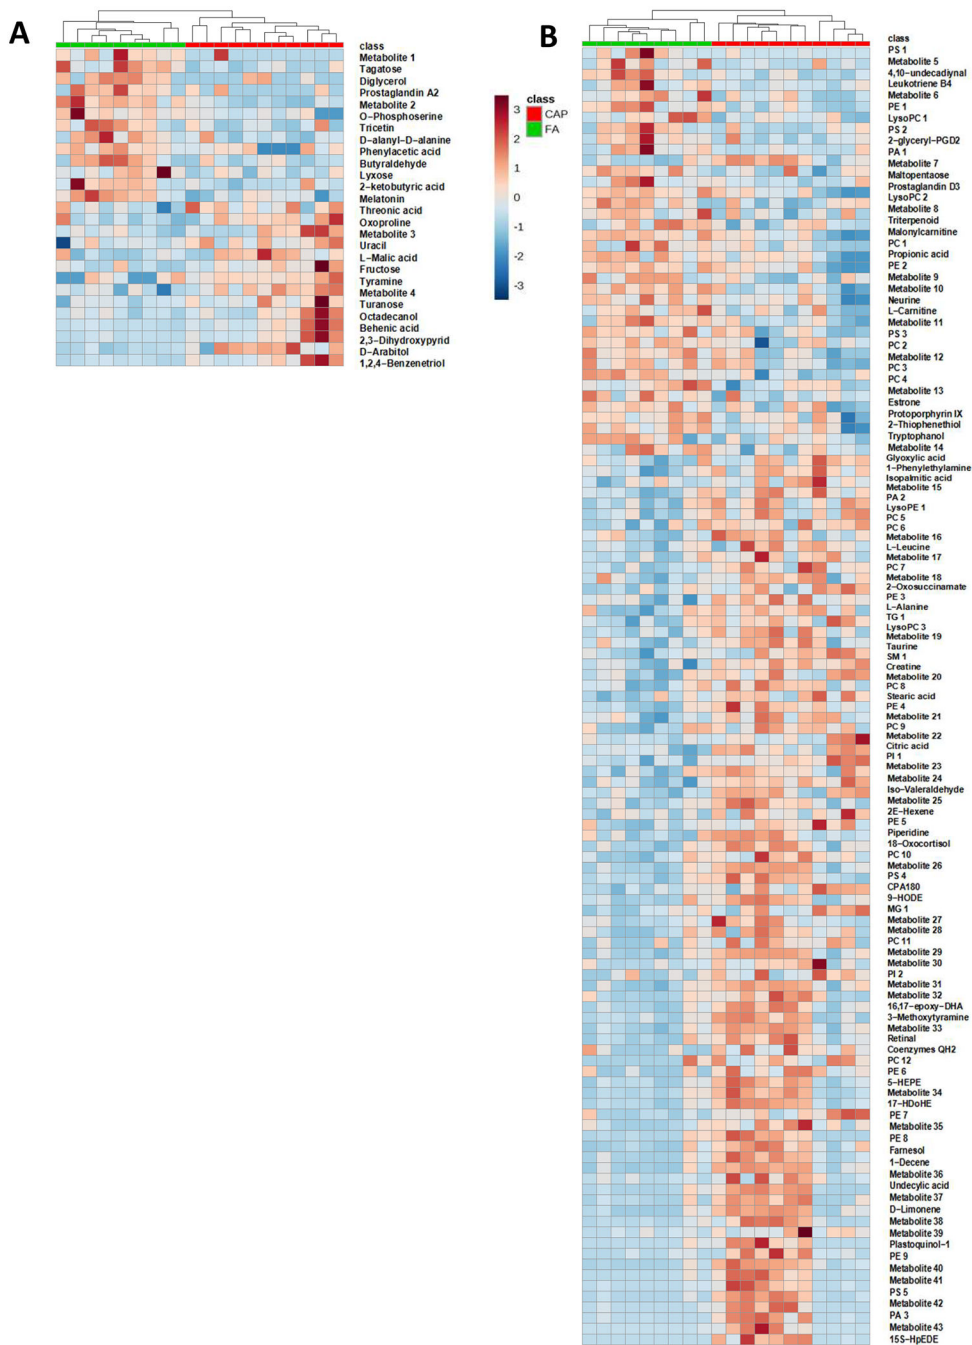 A
class
Metabolite 1
Tagatose
Diglycerol
Prostaglandin A2
Metabolite 2
O-Phosphoserine
Tricetin
D-alanyl-D-alanine
Phenylacetic acid
Butyraldehyde
Lyxose
2-ketobutyric acid
Melatonin
Threonic acid
Oxoproline
Metabolite 3
Uracil
L-Malic acid
Fructose
Tyramine
Metabolite 4
Turanose
Octadecanol
Behenic acid
2,3-Dihydroxypyrid
D-Arabitol
1,2,4-Benzenetriol
3
2
1
0
-1
-2
-3
class
CAP
FA
B
class
PS 1
Metabolite 5
4,10-undecadiynal
Leukotriene B4
Metabolite 6
PE 1
LysoPC 1
PS 2
2-glyceryl-PGD2
PA 1
Metabolite 7
Maltopentaose
Prostaglandin D3
LysoPC 2
Metabolite 8
Triterpenoid
Malonylcarnitine
PC 1
Propionic acid
PE 2
Metabolite 9
Metabolite 10
Neurine
L-Carnitine
Metabolite 11
PS 3
PC 2
Metabolite 12
PC 3
PC 4
Metabolite 13
Estrone
Protoporphyrin IX
2-Thiophenethiol
Tryptophanol
Metabolite 14
Glyoxylic acid
1-Phenylethylamine
Isopalmitic acid
Metabolite 15
PA 2
LysoPE 1
PC 5
PC 6
Metabolite 16
L-Leucine
Metabolite 17
PC 7
Metabolite 18
2-Oxosuccinamate
PE 3
L-Alanine
TG 1
LysoPC 3
Metabolite 19
Taurine
SM 1
Creatine
Metabolite 20
PC 8
Stearic acid
PE 4
Metabolite 21
PC 9
Metabolite 22
Citric acid
PI 1
Metabolite 23
Metabolite 24
Iso-Valeraldehyde
Metabolite 25
2E-Hexene
PE 5
Piperidine
18-Oxocortisol
PC 10
Metabolite 26
PS 4
CPA180
9-HODE
MG 1
Metabolite 27
Metabolite 28
PC 11
Metabolite 29
Metabolite 30
PI 2
Metabolite 31
Metabolite 32
16,17-epoxy-DHA
3-Methoxytyramine
Metabolite 33
Retinal
Coenzymes QH2
PC 12
PE 6
5-HEPE
Metabolite 34
17-HDoHE
PE 7
Metabolite 35
PE 8
Farnesol
1-Decene
Metabolite 36
Undecylic acid
Metabolite 37
D-Limonene
Metabolite 38
Metabolite 39
Plastoquinol-1
PE 9
Metabolite 40
Metabolite 41
PS 5
Metabolite 42
PA 3
Metabolite 43
15S-HpEDE